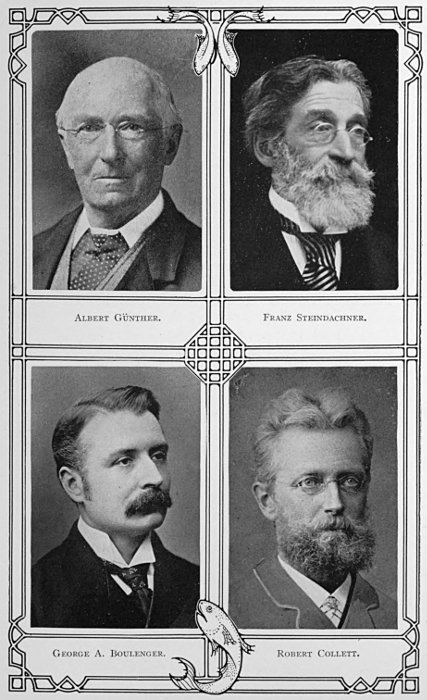 Albert Günther.
Franz Steindachner.
George A. Boulenger.
Robert Collett.